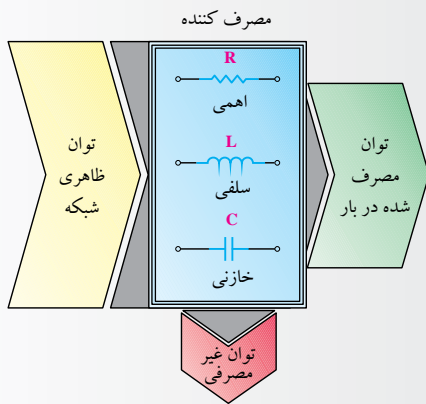 مصرف کننده
R
اهمی
L
سلفی
C
خازنی
توان
ظاهری
شبکه
توان
مصرف
شده در بار
توان غیر
مصرفی